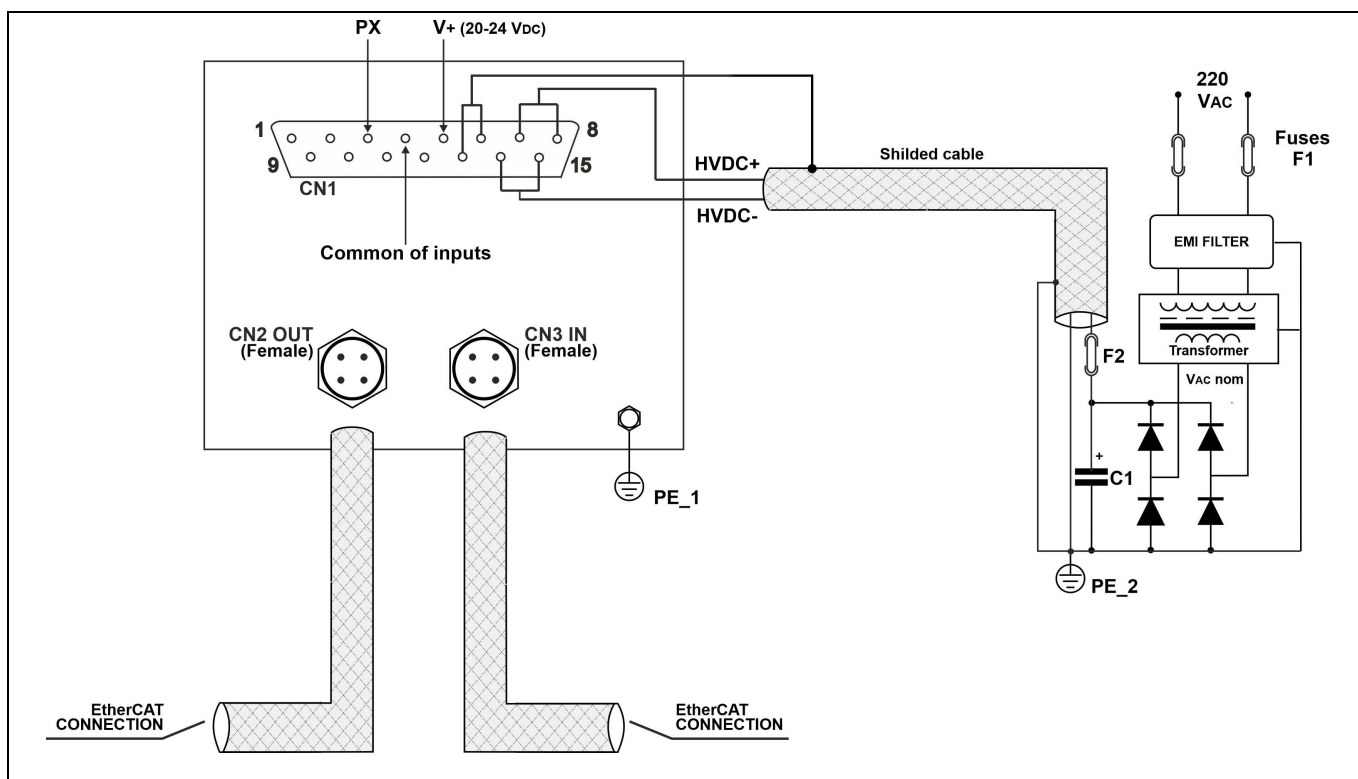 PX
V+ (20-24 VDC)
1
8
9
15
CN1
Common of inputs
HVDC+
HVDC-
Shilded cable
220
VAC
Fuses
F1
EMI FILTER
Transformer
VAC nom
F2
+
C1
CN2 OUT
(Female)
CN3 IN
(Female)
PE_1
PE_2
EtherCAT
CONNECTION
EtherCAT
CONNECTION